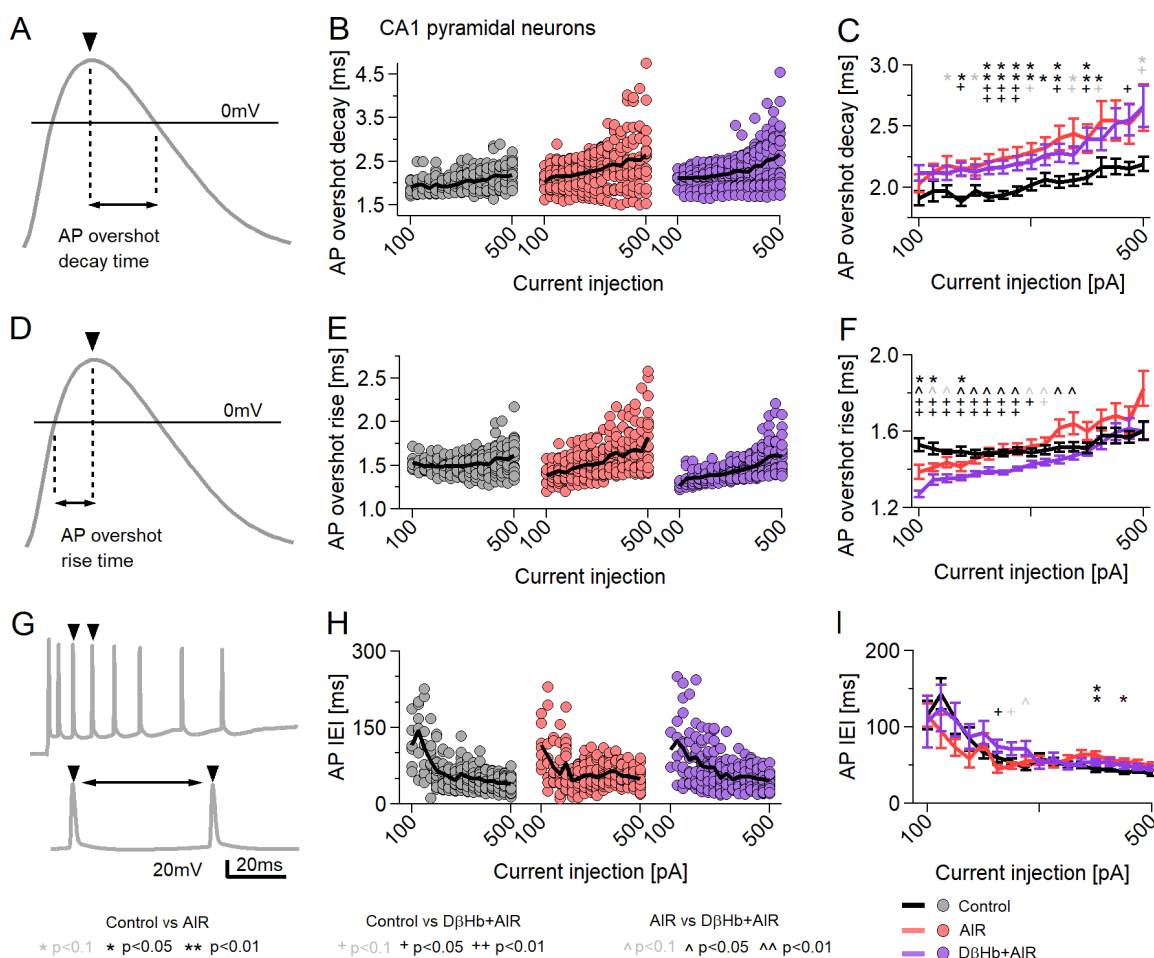 A
0mV
AP overshot
decay time
B
CA1 pyramidal neurons
AP overshot decay [ms]
4.5
3.5
2.5
1.5
100
500
100
500
100
500
Current injection
C
AP overshot decay [ms]
3.0
2.5
2.0
100
500
Current injection [pA]
D
0mV
AP overshot
rise time
E
AP overshot rise [ms]
2.5
2.0
1.5
1.0
100
500
100
500
100
500
Current injection
F
AP overshot rise [ms]
2.0
1.6
1.2
100
500
Current injection [pA]
G
20mV
20ms
H
AP IEI [ms]
300
150
0
100
500
100
500
100
500
Current injection [pA]
I
AP IEI [ms]
200
100
0
100
500
Current injection [pA]
Control vs AIR
* p<0.1 * p<0.05 ** p<0.01
Control vs DβHb+AIR
+ p<0.1 + p<0.05 ++ p<0.01
AIR vs DβHb+AIR
^ p<0.1 ^ p<0.05 ^^ p<0.01
Control
AIR
DβHb+AIR